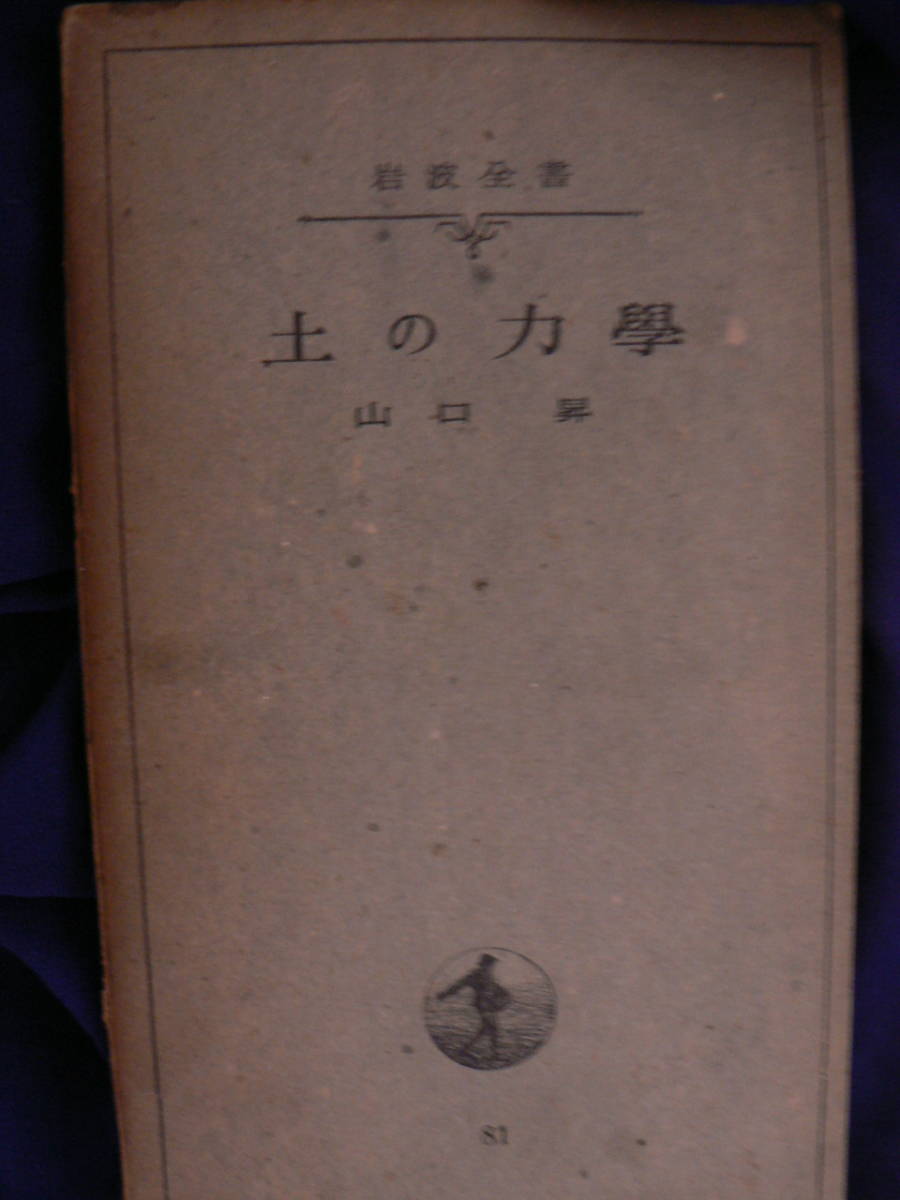 岩波全書
土の力學
山口 昇
81